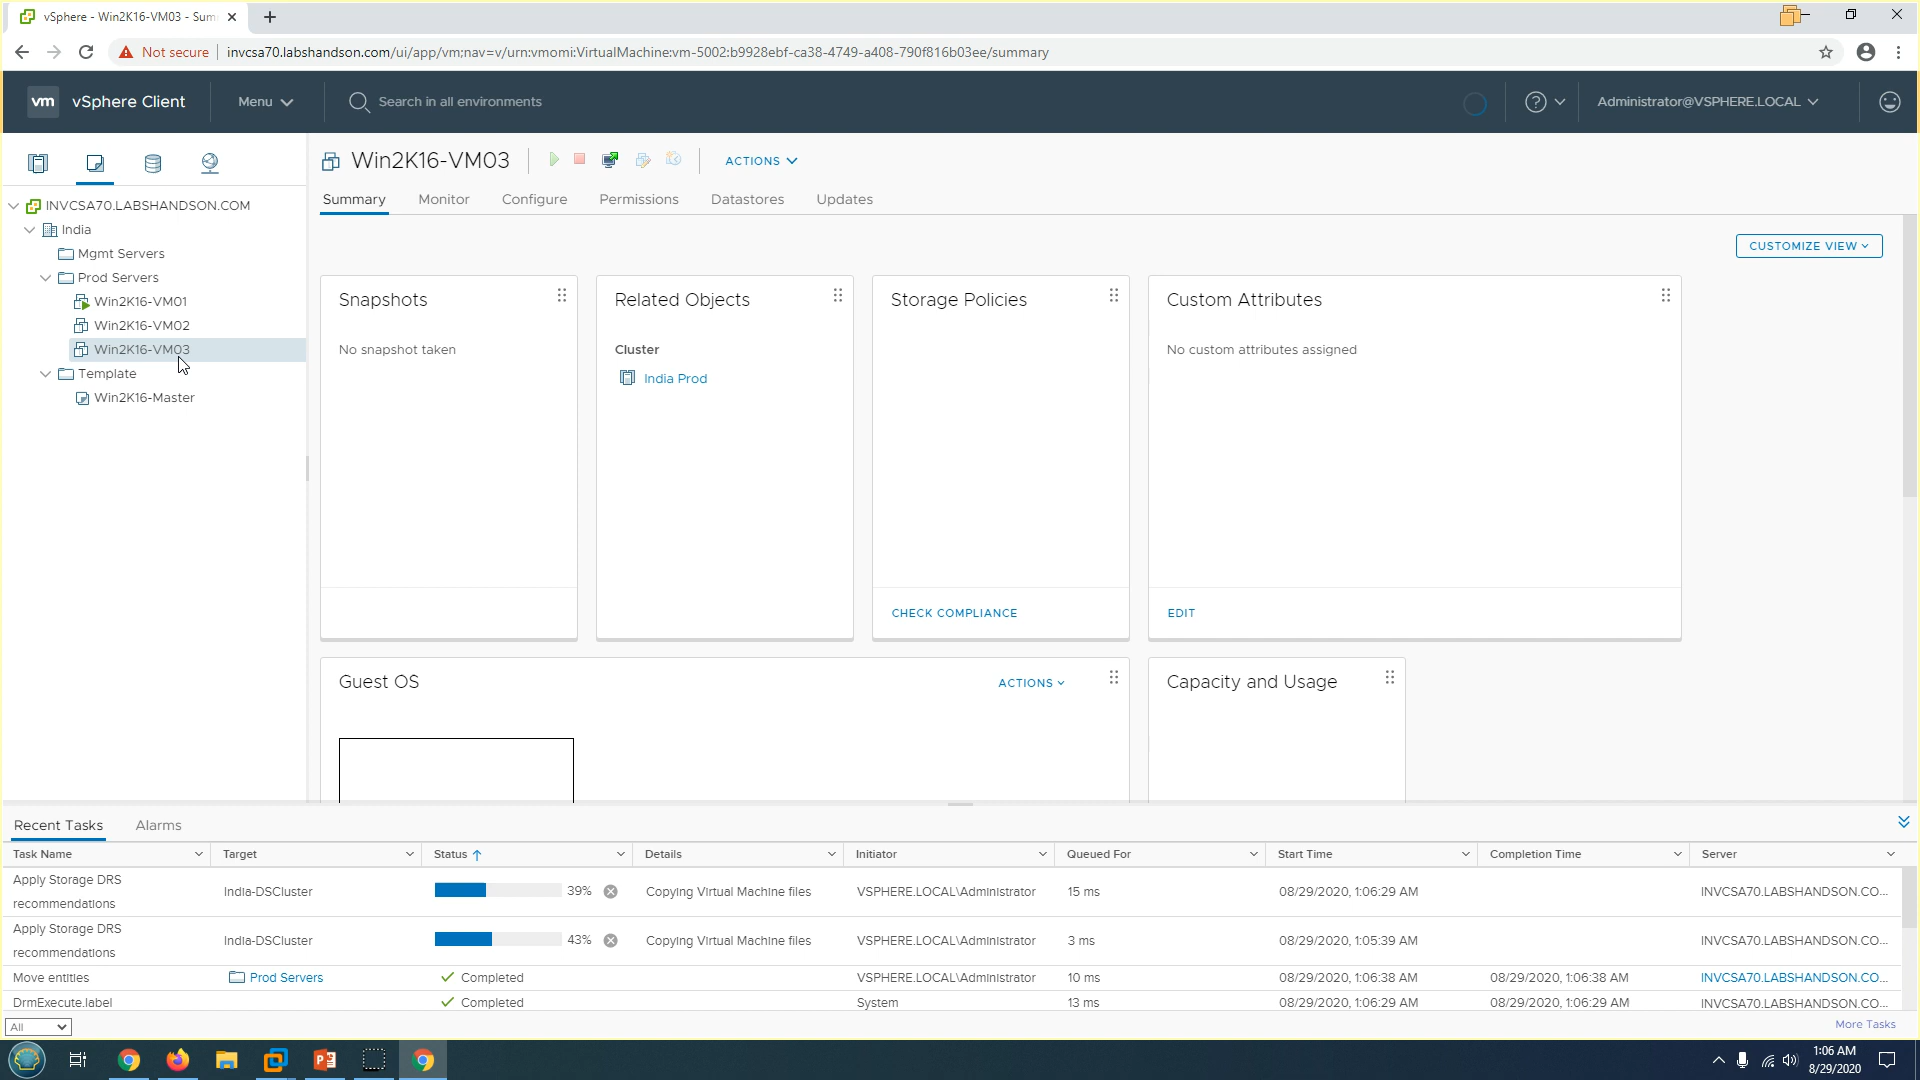 vSphere - Win2K16-VM03 - Sum
Not secure
invcsa70.labshandson.com/ui/app/vm;nav=v/urn:vmomi:VirtualMachine:vm-5002:b9928ebf-ca38-4749-a408-790f816b03ee/summary
vm vSphere Client Menu Search in all environments Administrator@VSPHERE.LOCAL
Win2K16-VM03 ACTIONS
Summary Monitor Configure Permissions Datastores Updates
INVCSA70.LABSHANDSON.COM
India
Mgmt Servers
Prod Servers
Win2K16-VM01
Win2K16-VM02
Win2K16-VM03
Template
Win2K16-Master
CUSTOMIZE VIEW
Snapshots
No snapshot taken
Related Objects
Cluster
India Prod
Storage Policies
CHECK COMPLIANCE
Custom Attributes
No custom attributes assigned
EDIT
Guest OS ACTIONS
Capacity and Usage
Recent Tasks Alarms
Task Name Target Status Details Initiator Queued For Start Time Completion Time Server
Apply Storage DRS
recommendations India-DSCluster 39% Copying Virtual Machine files VSPHERE.LOCAL\Administrator 15 ms 08/29/2020, 1:06:29 AM INVCSA70.LABSHANDSON.CO...
Apply Storage DRS
recommendations India-DSCluster 43% Copying Virtual Machine files VSPHERE.LOCAL\Administrator 3 ms 08/29/2020, 1:05:39 AM INVCSA70.LABSHANDSON.CO...
Move entities Prod Servers Completed VSPHERE.LOCAL\Administrator 10 ms 08/29/2020, 1:06:38 AM 08/29/2020, 1:06:38 AM INVCSA70.LABSHANDSON.CO...
DrmExecute.label Completed System 13 ms 08/29/2020, 1:06:29 AM 08/29/2020, 1:06:29 AM INVCSA70.LABSHANDSON.CO...
All More Tasks
1:06 AM
8/29/2020